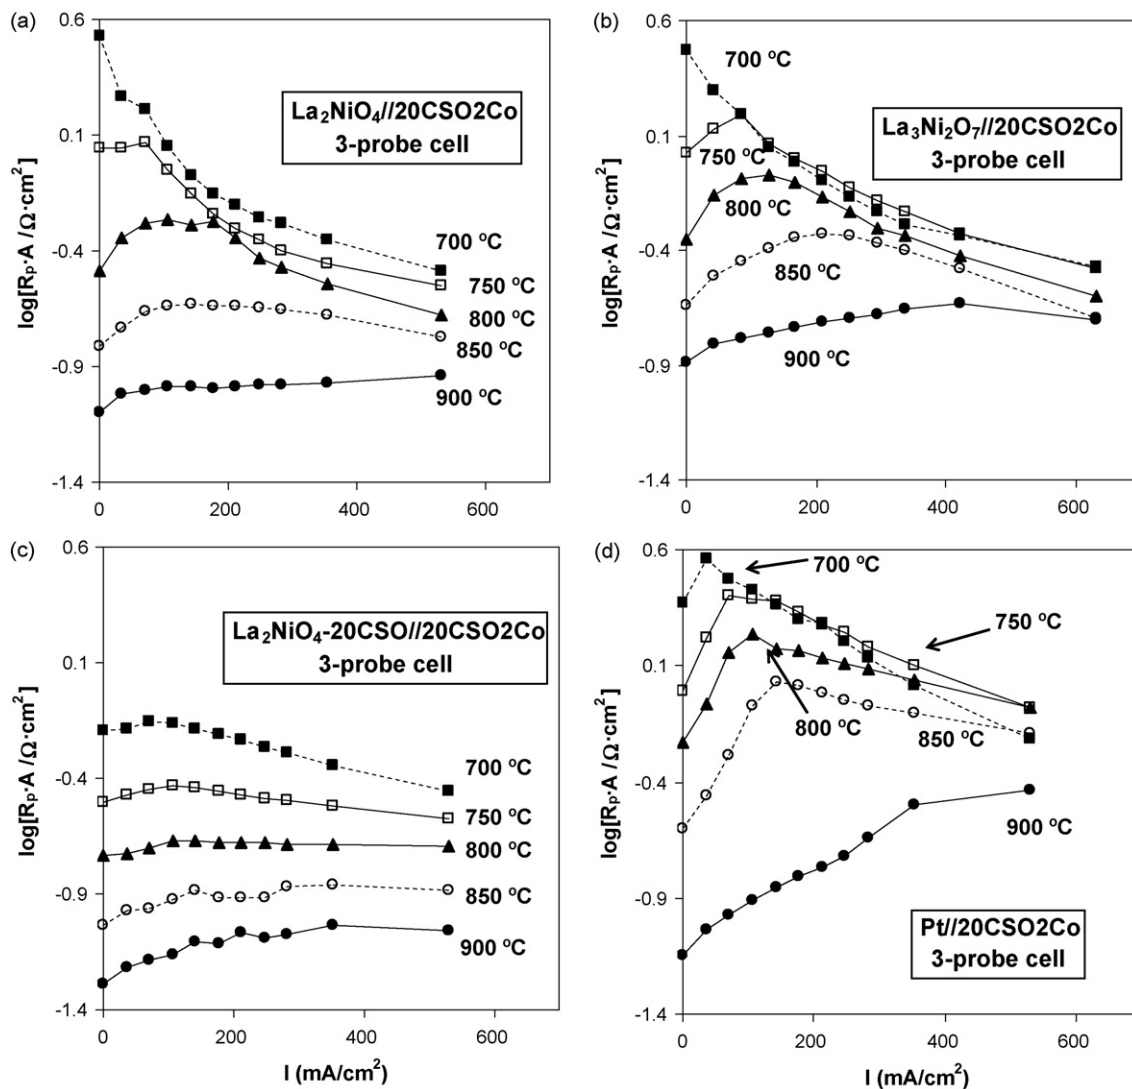 (a)
0.6
0.1
-0.4
-0.9
-1.4
log[Rp·A /Ω·cm²]
La₂NiO₄//20CSO2Co
3-probe cell
700 ºC
750 ºC
800 ºC
850 ºC
900 ºC
0
200
400
600
(b)
0.6
0.1
-0.4
-0.9
-1.4
log[Rp·A /Ω·cm²]
700 ºC
La₃Ni₂O₇//20CSO2Co
3-probe cell
750 ºC
800 ºC
850 ºC
900 ºC
0
200
400
600
(c)
0.6
0.1
-0.4
-0.9
-1.4
log[Rp·A /Ω·cm²]
La₂NiO₄-20CSO//20CSO2Co
3-probe cell
700 ºC
750 ºC
800 ºC
850 ºC
900 ºC
0
200
400
600
I (mA/cm²)
(d)
0.6
0.1
-0.4
-0.9
-1.4
log[Rp·A /Ω·cm²]
700 ºC
750 ºC
800 ºC
850 ºC
900 ºC
Pt//20CSO2Co
3-probe cell
0
200
400
600
I (mA/cm²)